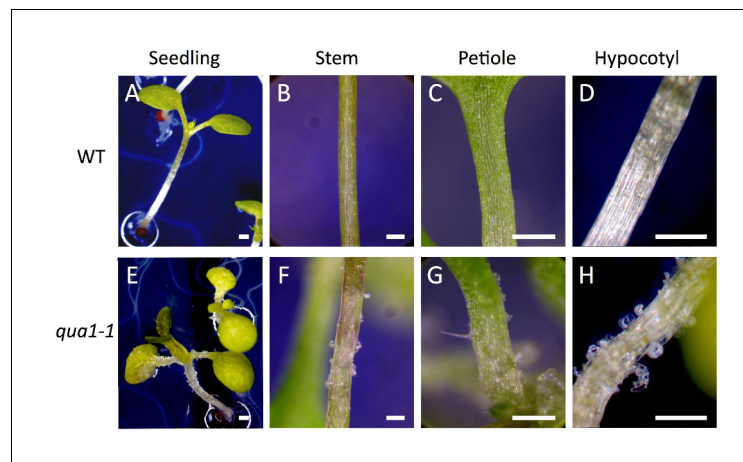 Seedling Stem Petiole Hypocotyl
WT
A B C D
qua1-1
E F G H